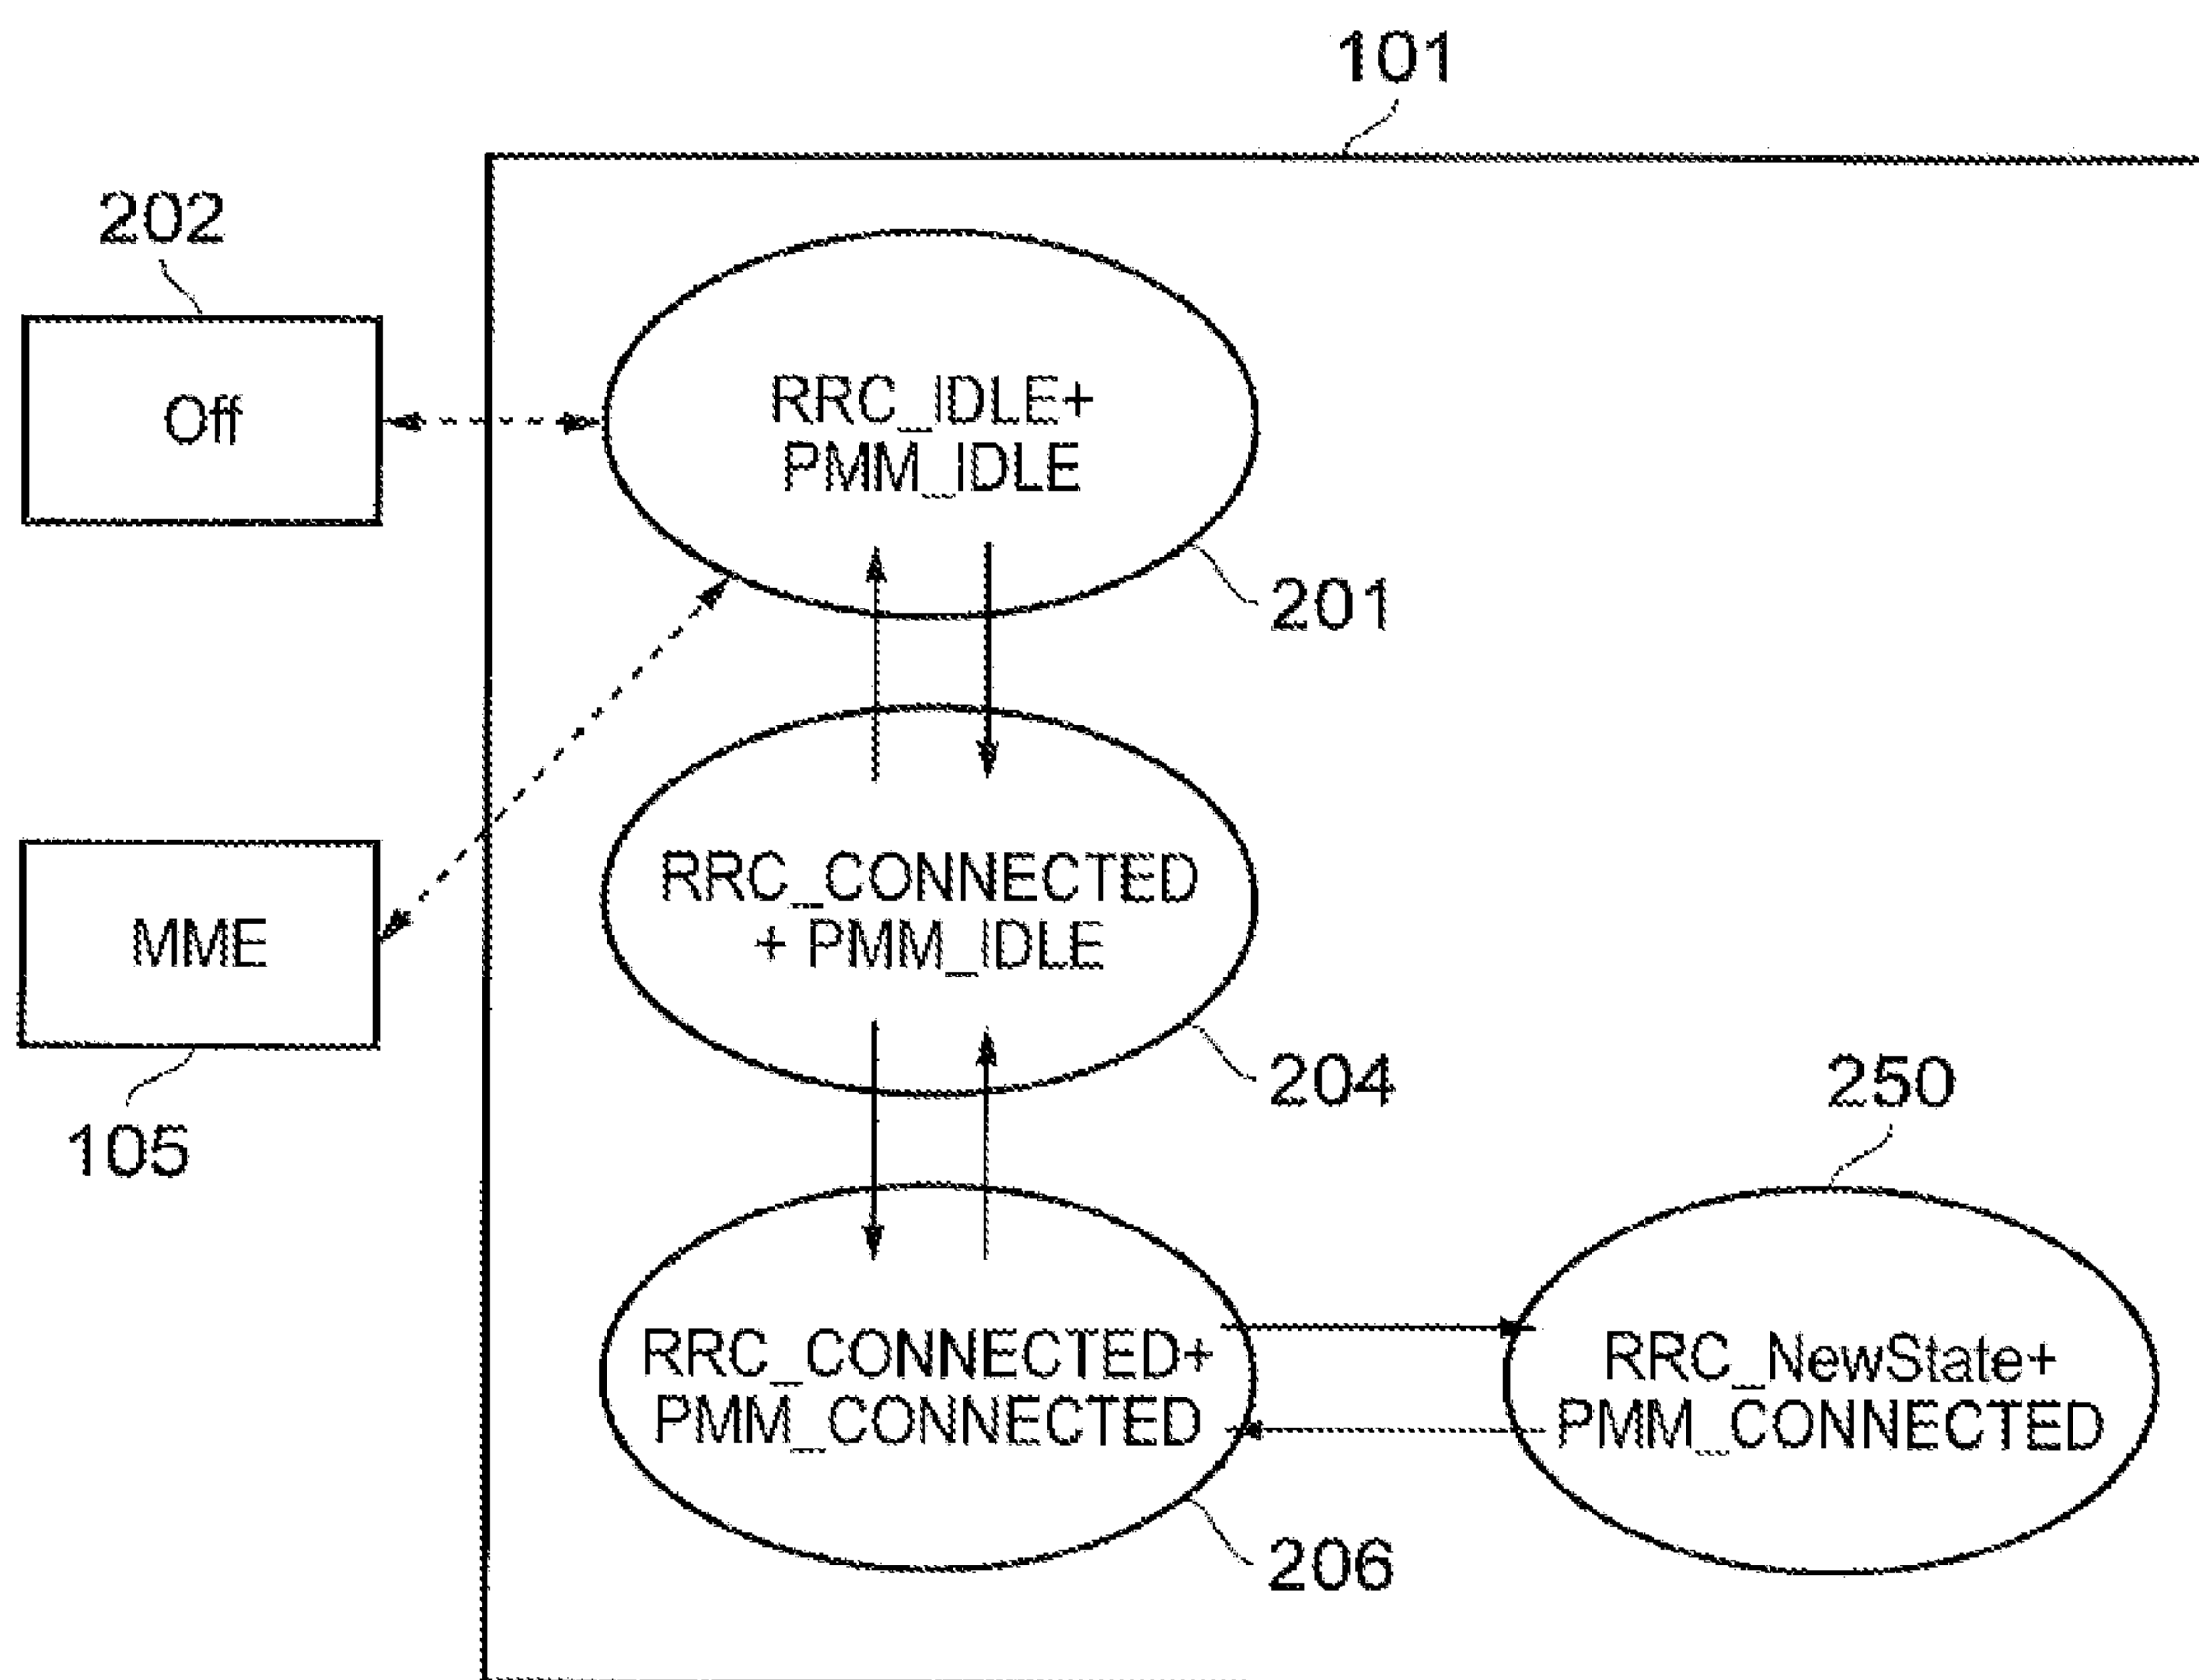 101
202
Off
RRC_IDLE+
PMM_IDLE
201
RRC_CONNECTED
+ PMM_IDLE
MME
204
105
250
RRC_CONNECTED+
PMM_CONNECTED
RRC_NewState+
PMM_CONNECTED
206